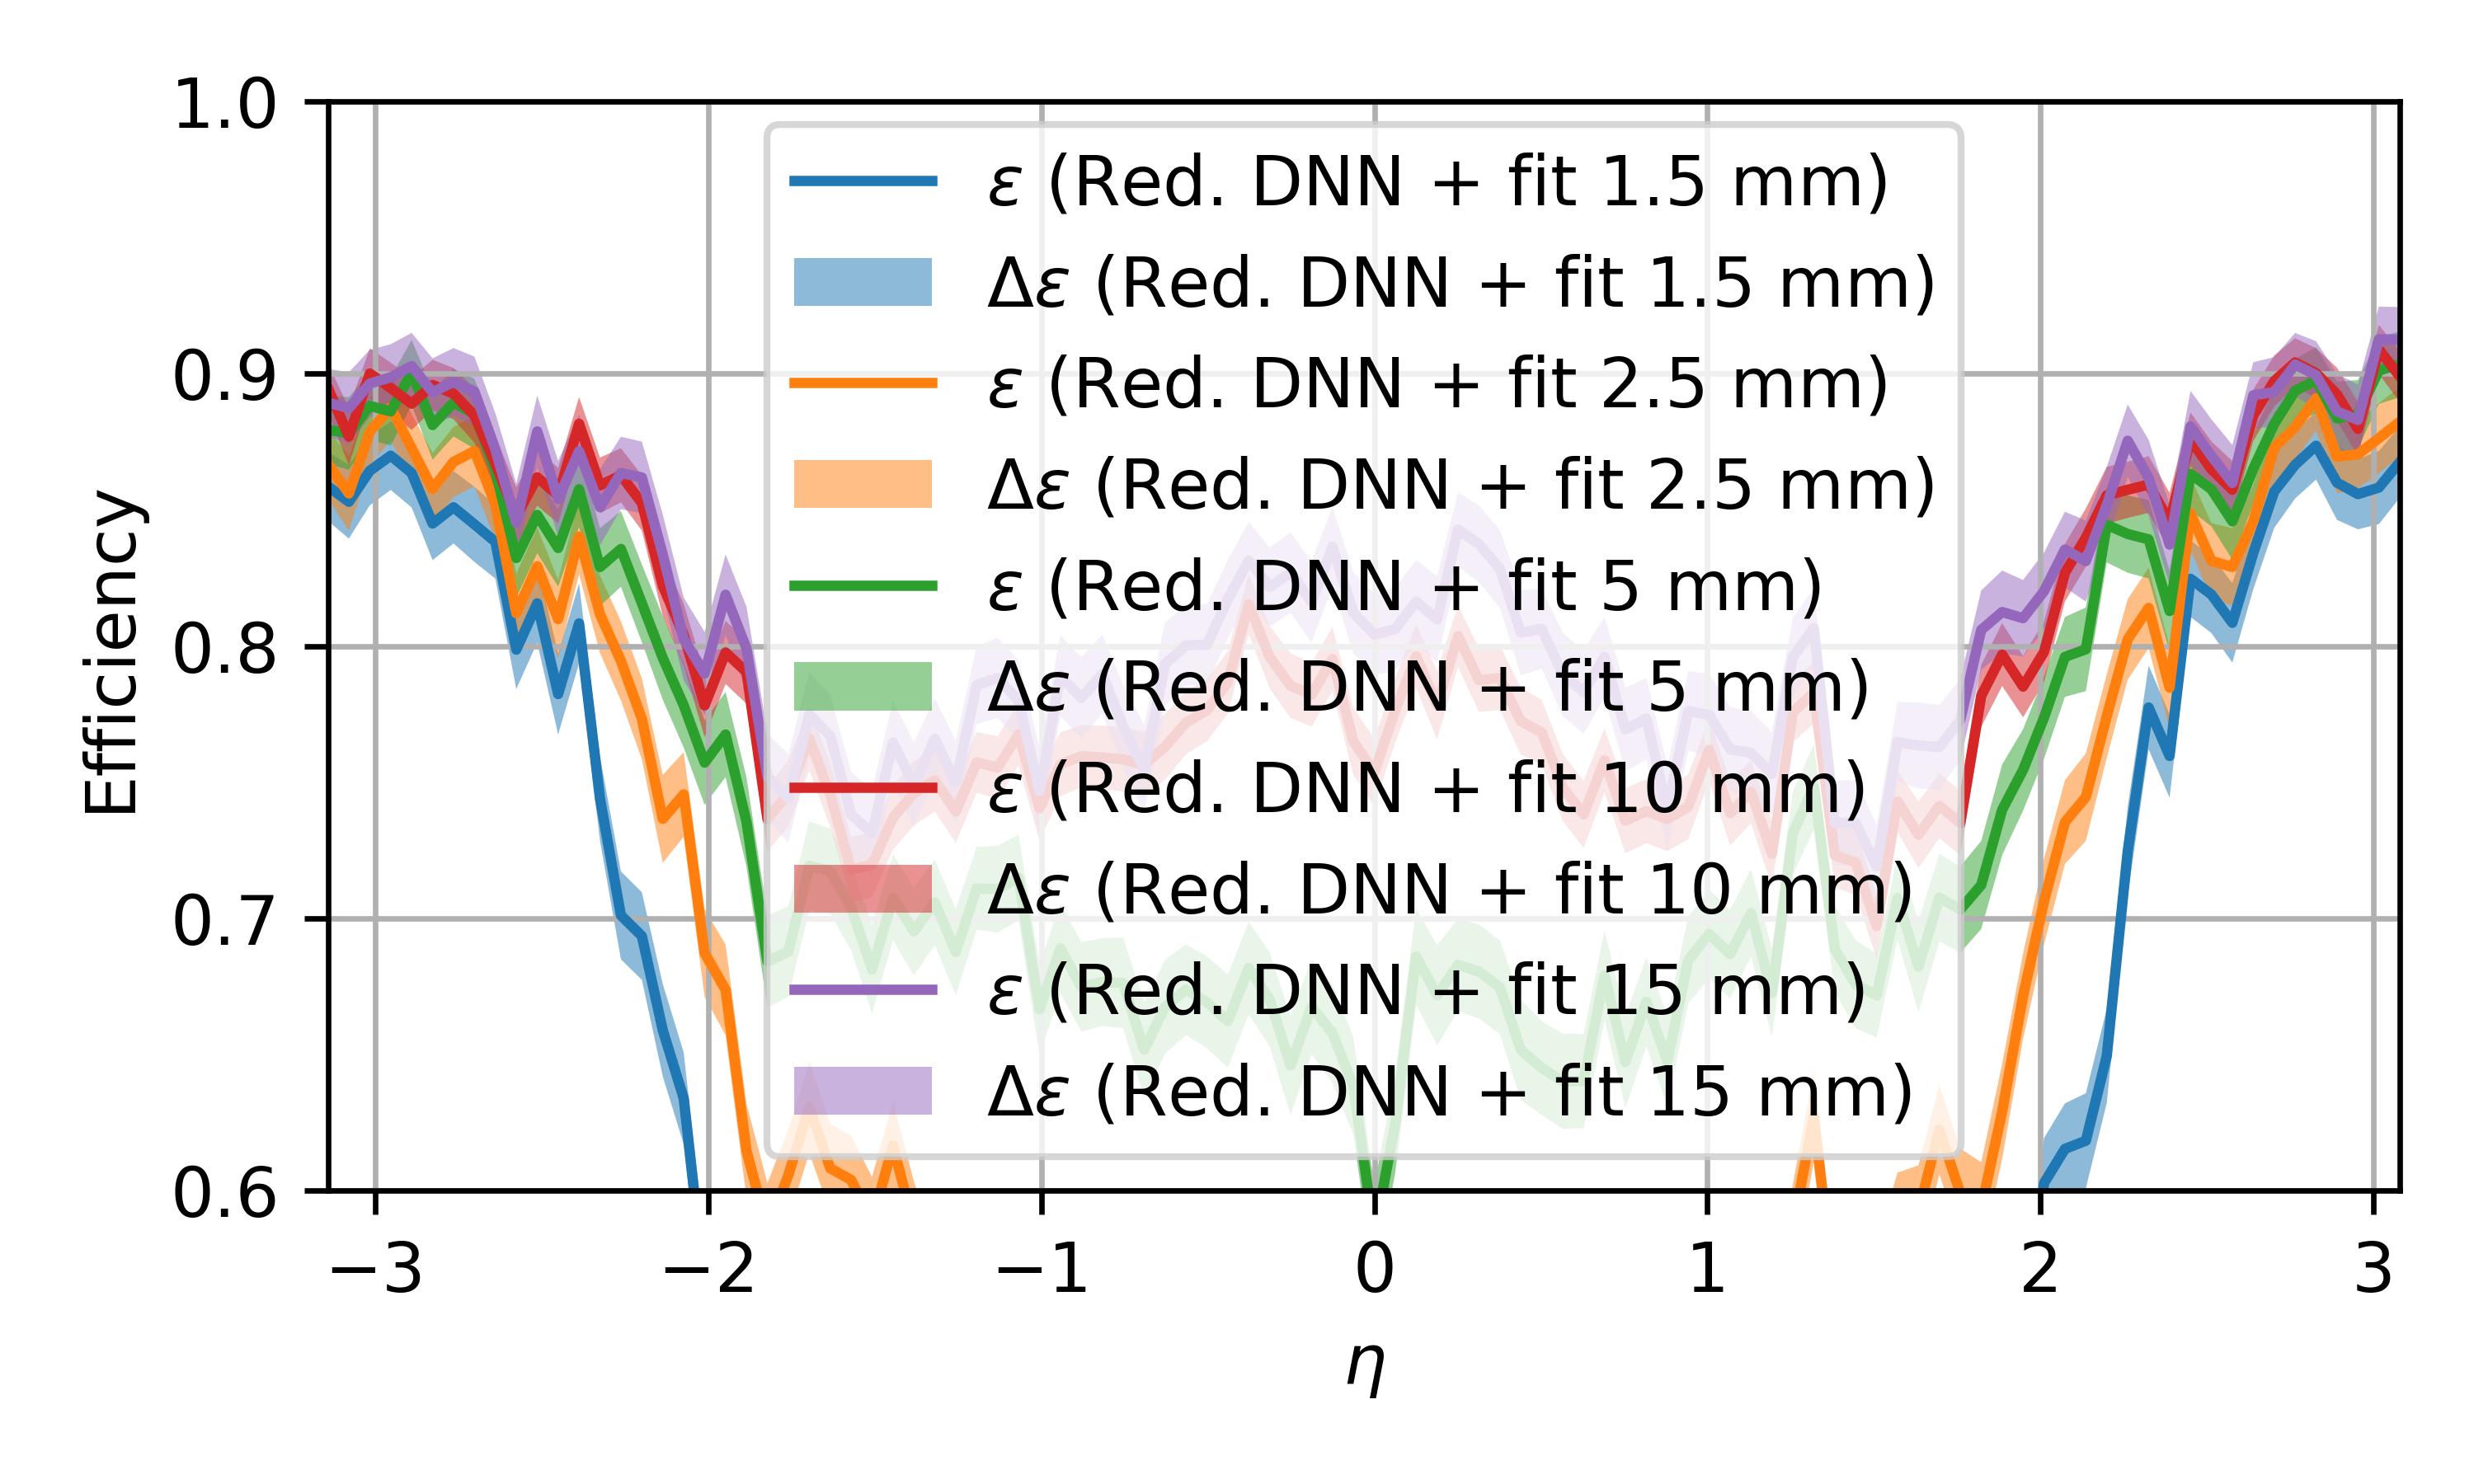 1.0
0.9
0.8
0.7
0.6
Efficiency
ε (Red. DNN + fit 1.5 mm)
Δε (Red. DNN + fit 1.5 mm)
ε (Red. DNN + fit 2.5 mm)
Δε (Red. DNN + fit 2.5 mm)
ε (Red. DNN + fit 5 mm)
Δε (Red. DNN + fit 5 mm)
ε (Red. DNN + fit 10 mm)
Δε (Red. DNN + fit 10 mm)
ε (Red. DNN + fit 15 mm)
Δε (Red. DNN + fit 15 mm)
−3 −2 −1 0 1 2 3
η